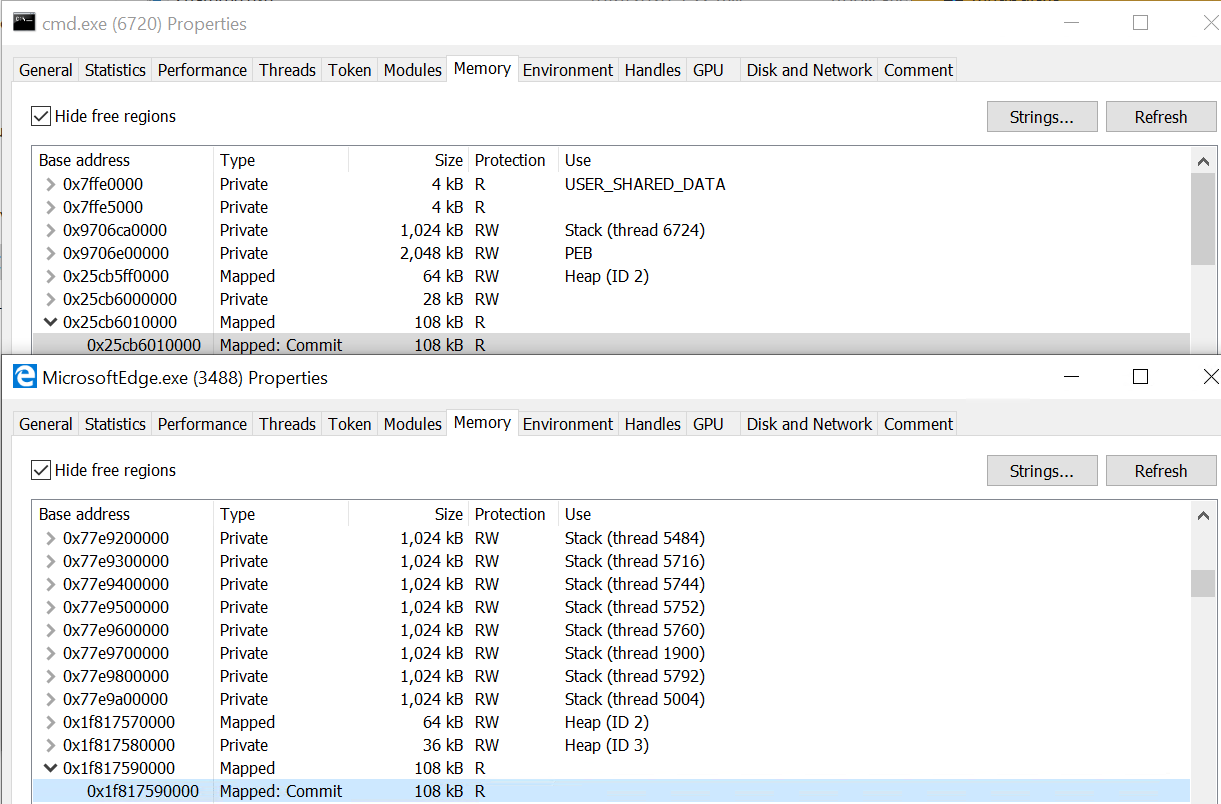 cmd.exe (6720) Properties
General Statistics Performance Threads Token Modules Memory Environment Handles GPU Disk and Network Comment
Hide free regions Strings... Refresh
Base address Type Size Protection Use
0x7ffe0000 Private 4 kB R USER_SHARED_DATA
0x7ffe5000 Private 4 kB R
0x9706ca0000 Private 1,024 kB RW Stack (thread 6724)
0x9706e00000 Private 2,048 kB RW PEB
0x25cb5ff0000 Mapped 64 kB RW Heap (ID 2)
0x25cb6000000 Private 28 kB RW
0x25cb6010000 Mapped 108 kB R
0x25cb6010000 Mapped: Commit 108 kB R
MicrosoftEdge.exe (3488) Properties
General Statistics Performance Threads Token Modules Memory Environment Handles GPU Disk and Network Comment
Hide free regions Strings... Refresh
Base address Type Size Protection Use
0x77e9200000 Private 1,024 kB RW Stack (thread 5484)
0x77e9300000 Private 1,024 kB RW Stack (thread 5716)
0x77e9400000 Private 1,024 kB RW Stack (thread 5744)
0x77e9500000 Private 1,024 kB RW Stack (thread 5752)
0x77e9600000 Private 1,024 kB RW Stack (thread 5760)
0x77e9700000 Private 1,024 kB RW Stack (thread 1900)
0x77e9800000 Private 1,024 kB RW Stack (thread 5792)
0x77e9a00000 Private 1,024 kB RW Stack (thread 5004)
0x1f817570000 Mapped 64 kB RW Heap (ID 2)
0x1f817580000 Private 36 kB RW Heap (ID 3)
0x1f817590000 Mapped 108 kB R
0x1f817590000 Mapped: Commit 108 kB R